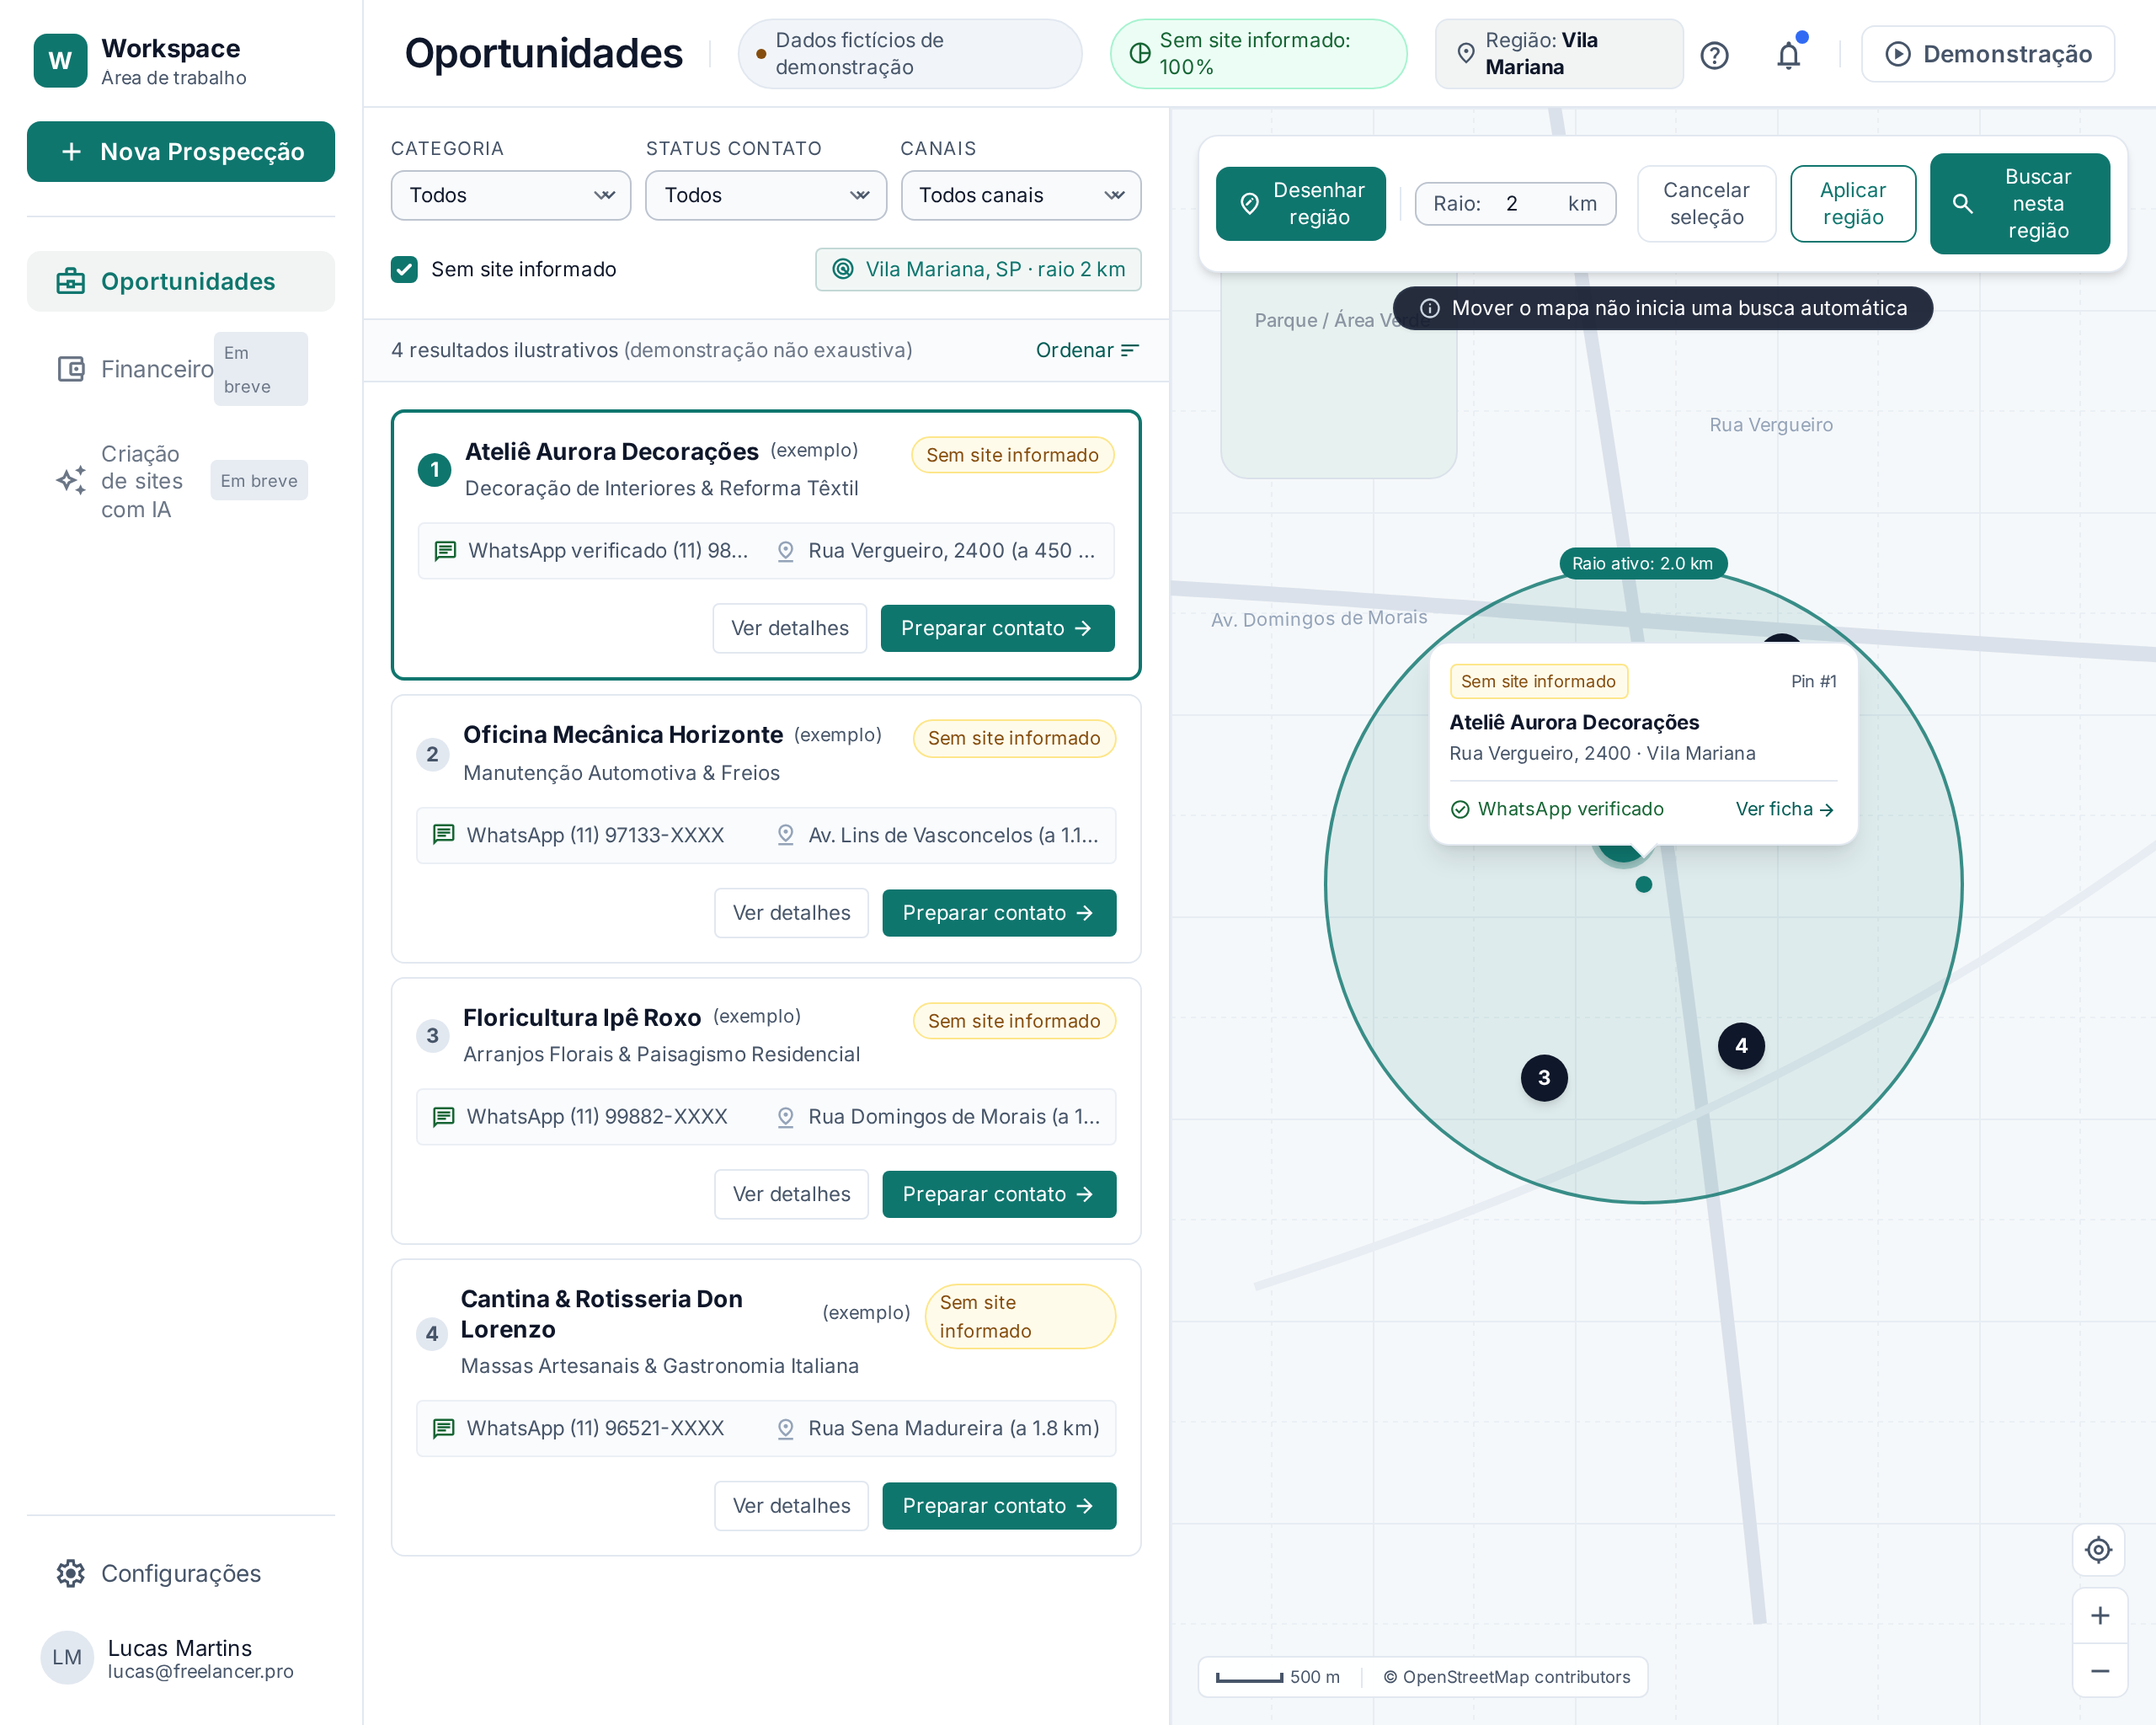 W
Workspace
Área de trabalho
Nova Prospecção
Oportunidades
Financeiro
Em
breve
Criação
de sites
com IA
Em breve
Configurações
LM
Lucas Martins
lucas@freelancer.pro
Oportunidades
Dados fictícios de
demonstração
Sem site informado:
100%
Região: Vila
Mariana
Demonstração
CATEGORIA
STATUS CONTATO
CANAIS
Todos
Todos
Todos canais
Sem site informado
Vila Mariana, SP · raio 2 km
4 resultados ilustrativos (demonstração não exaustiva)
Ordenar
1
Ateliê Aurora Decorações (exemplo)
Sem site informado
Decoração de Interiores & Reforma Têxtil
WhatsApp verificado (11) 98...
Rua Vergueiro, 2400 (a 450 ...
Ver detalhes
Preparar contato
2
Oficina Mecânica Horizonte (exemplo)
Sem site informado
Manutenção Automotiva & Freios
WhatsApp (11) 97133-XXXX
Av. Lins de Vasconcelos (a 1.1...
Ver detalhes
Preparar contato
3
Floricultura Ipê Roxo (exemplo)
Sem site informado
Arranjos Florais & Paisagismo Residencial
WhatsApp (11) 99882-XXXX
Rua Domingos de Morais (a 1...
Ver detalhes
Preparar contato
4
Cantina & Rotisseria Don
Lorenzo
(exemplo)
Sem site
informado
Massas Artesanais & Gastronomia Italiana
WhatsApp (11) 96521-XXXX
Rua Sena Madureira (a 1.8 km)
Ver detalhes
Preparar contato
Desenhar
região
Raio: 2 km
Cancelar
seleção
Aplicar
região
Buscar
nesta
região
Mover o mapa não inicia uma busca automática
Parque / Área
Rua Vergueiro
Raio ativo: 2.0 km
Av. Domingos de Morais
Sem site informado
Pin #1
Ateliê Aurora Decorações
Rua Vergueiro, 2400 · Vila Mariana
WhatsApp verificado
Ver ficha
4
3
500 m
© OpenStreetMap contributors